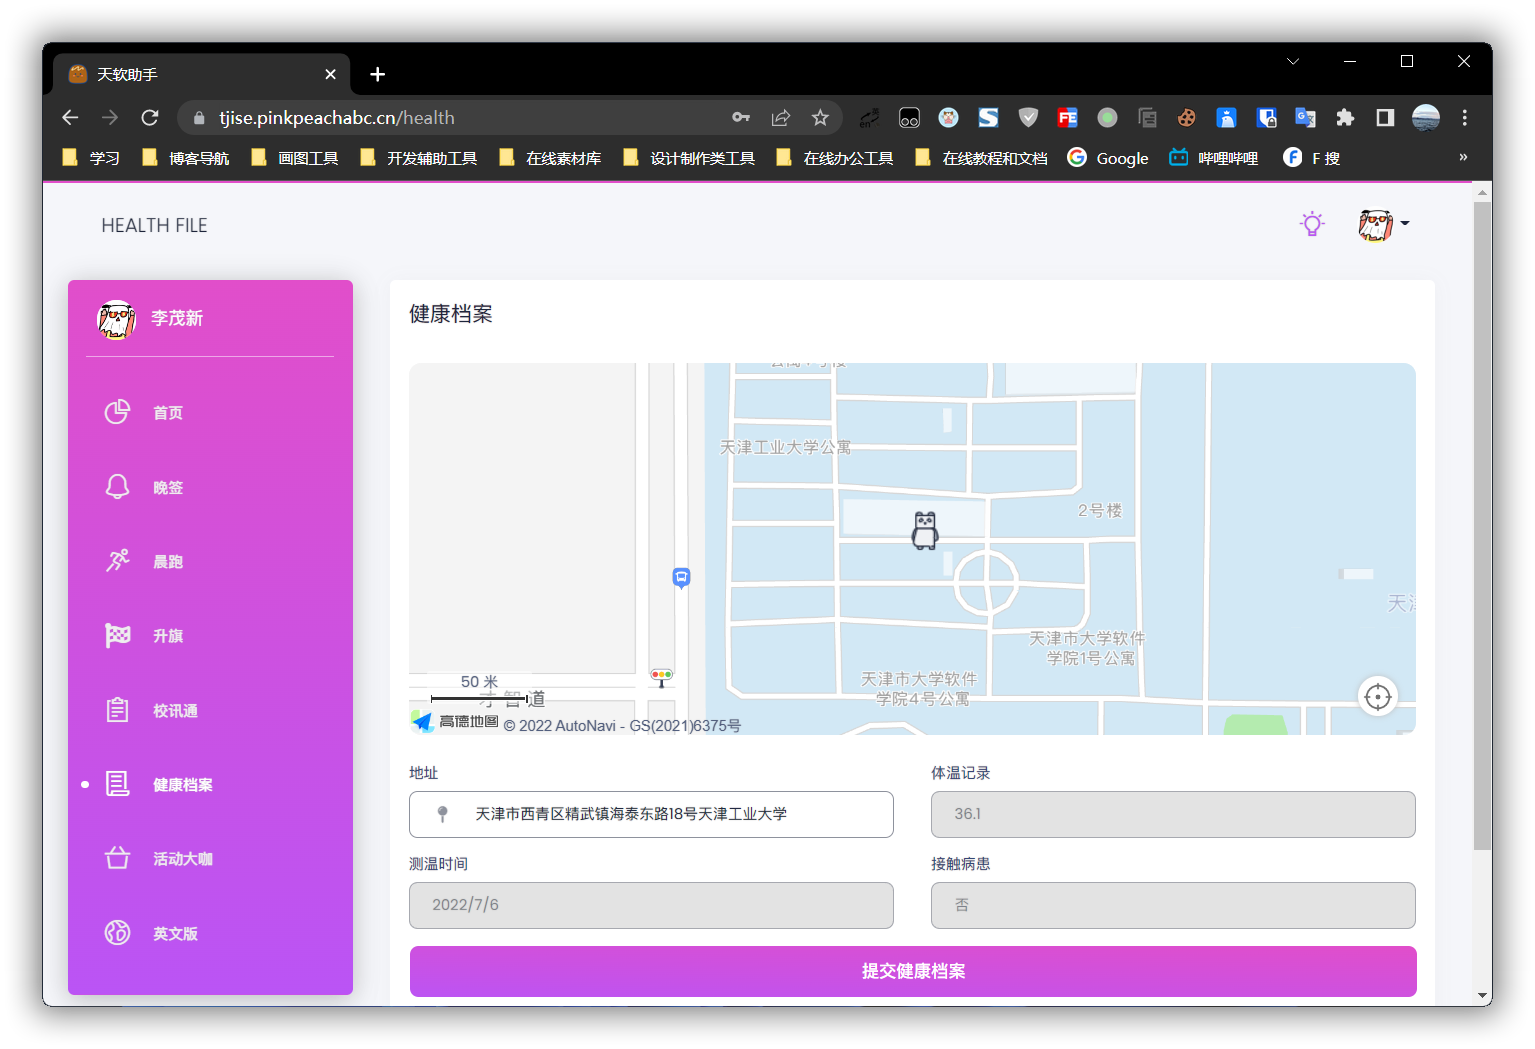 天软助手
tjise.pinkpeachabc.cn/health
学习
博客导航
画图工具
开发辅助工具
在线素材库
设计制作类工具
在线办公工具
在线教程和文档
Google
哔哩哔哩
F 搜
»
HEALTH FILE
李茂新
首页
晚签
晨跑
升旗
校讯通
健康档案
活动大咖
英文版
健康档案
天津工业大学公寓
2号楼
天津市大学软件
学院1号公寓
天津市大学软件
学院4号公寓
50 米
才智道
高德地图 © 2022 AutoNavi - GS(2021)6375号
地址
天津市西青区精武镇海泰东路18号天津工业大学
体温记录
36.1
测温时间
2022/7/6
接触病患
否
提交健康档案